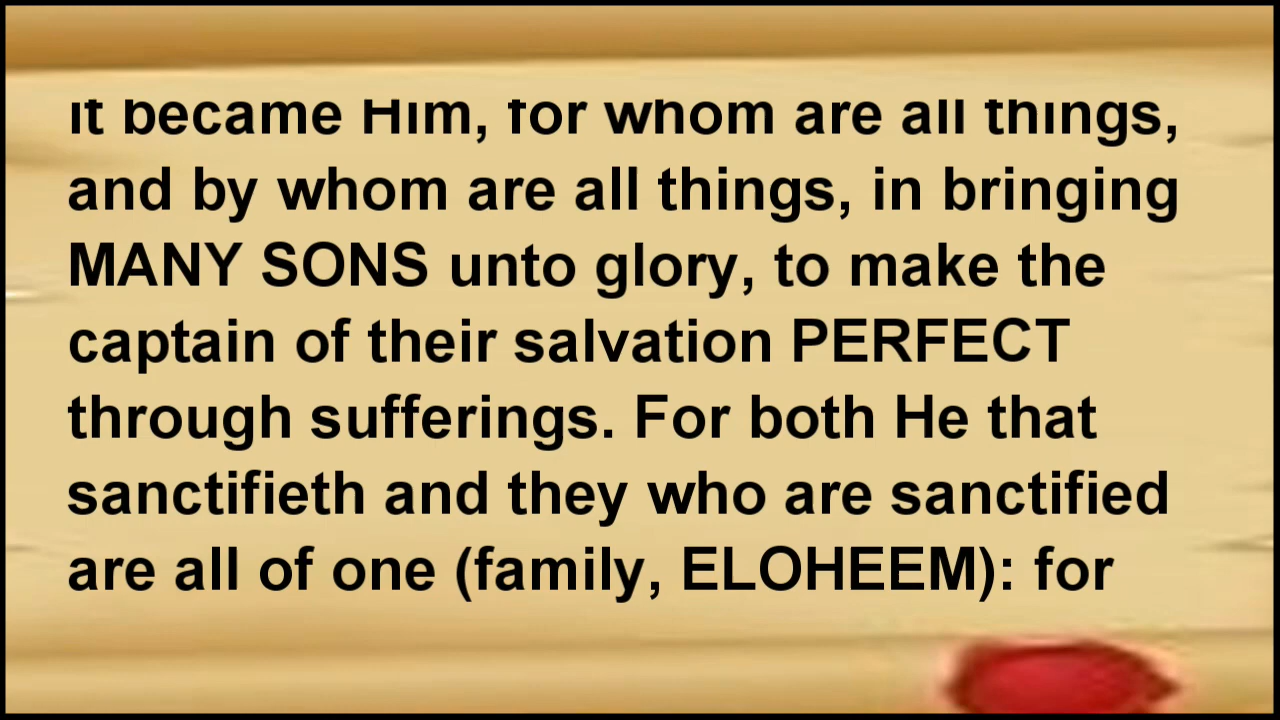 it became Him, for whom are all things,
and by whom are all things, in bringing
MANY SONS unto glory, to make the
captain of their salvation PERFECT
through sufferings. For both He that
sanctifieth and they who are sanctified
are all of one (family, ELOHEEM): for